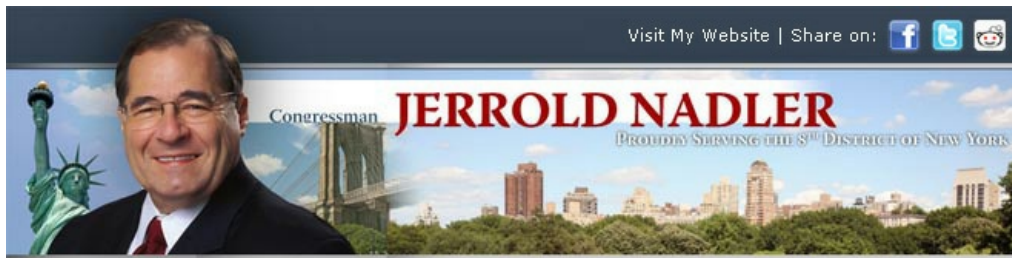 Visit My Website | Share on:
Congressman JERROLD NADLER
PROUDLY SERVING THE 8TH DISTRICT OF NEW YORK